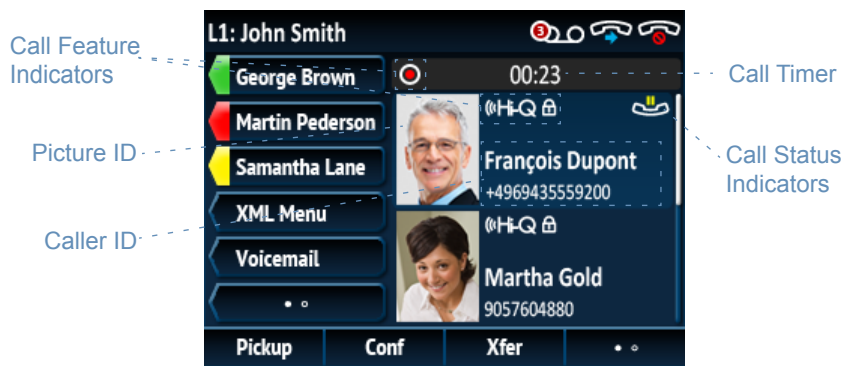 L1: John Smith
3
Call Feature
Indicators
George Brown
00:23
Call Timer
Martin Pederson
Hi-Q
Picture ID
Samantha Lane
François Dupont
+4969435559200
Call Status
Indicators
XML Menu
Hi-Q
Caller ID
Voicemail
Martha Gold
9057604880
Pickup
Conf
Xfer